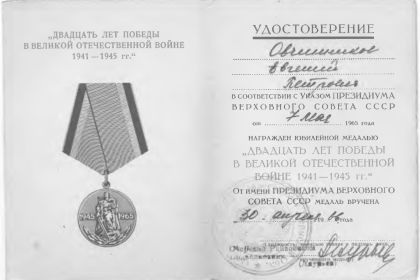 „ДВАДЦАТЬ ЛЕТ ПОБЕДЫ
В ВЕЛИКОЙ ОТЕЧЕСТВЕННОЙ ВОЙНЕ
1941—1945 гг."
1945 1965
УДОСТОВЕРЕНИЕ
Овчинников
Евгений
Петрович
В СООТВЕТСТВИИ С УКАЗОМ ПРЕЗИДИУМА
ВЕРХОВНОГО СОВЕТА СССР
от 7 мая 1965 года
НАГРАЖДЕН ЮБИЛЕЙНОЙ МЕДАЛЬЮ
„ДВАДЦАТЬ ЛЕТ ПОБЕДЫ
В ВЕЛИКОЙ ОТЕЧЕСТВЕННОЙ
ВОЙНЕ 1941—1945 гг."
От имени ПРЕЗИДИУМА ВЕРХОВНОГО
СОВЕТА СССР МЕДАЛЬ ВРУЧЕНА
30 апреля 66 года